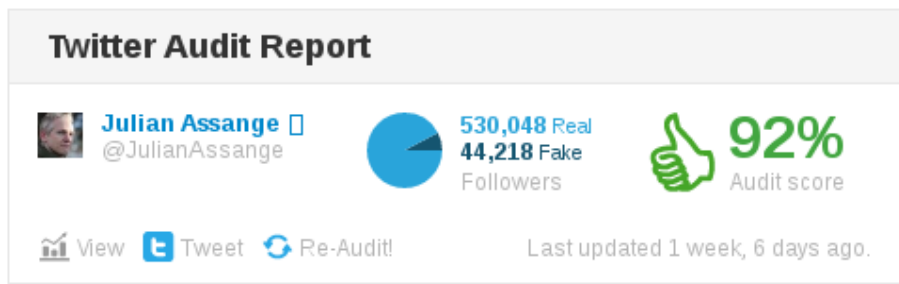 Twitter Audit Report
Julian Assange
@JulianAssange
530,048 Real
44,218 Fake
Followers
92%
Audit score
View
Tweet
Re-Audit!
Last updated 1 week, 6 days ago.